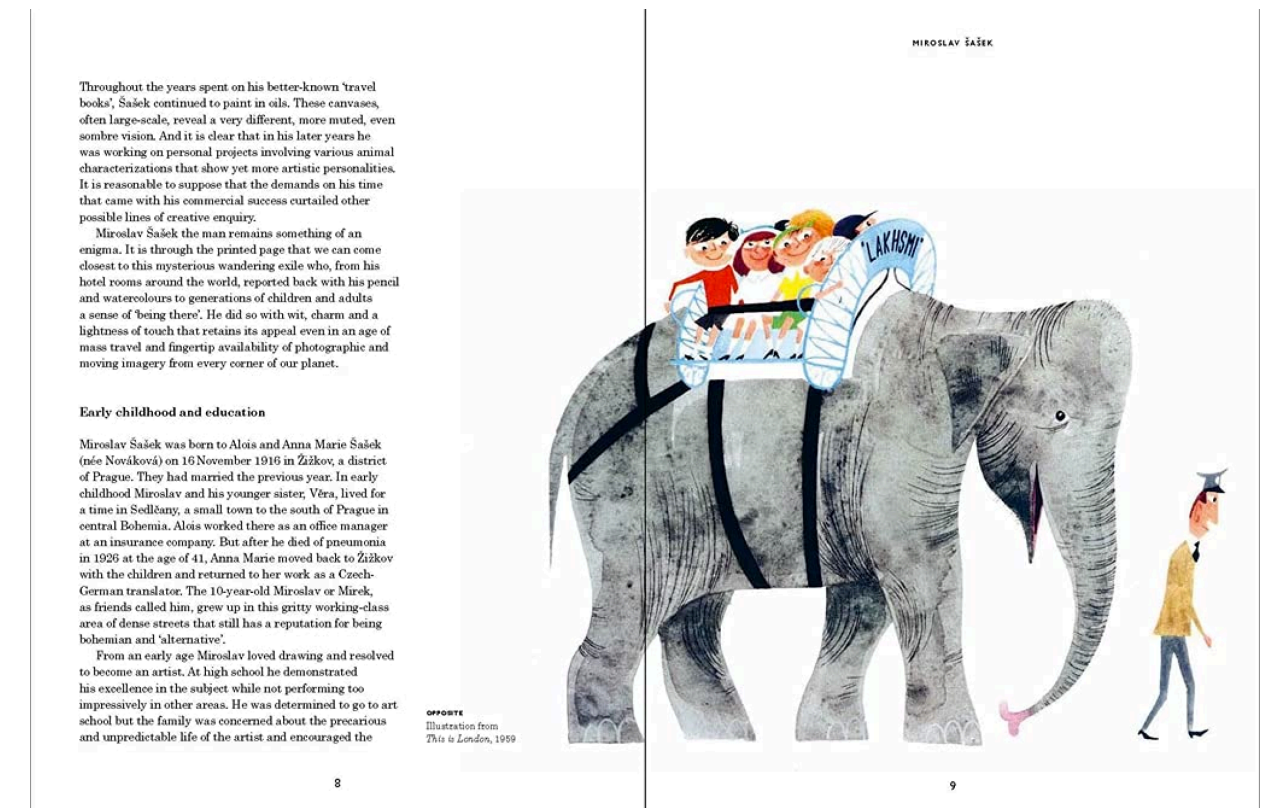 Throughout the years spent on his better-known ‘travel
books’, Šašek continued to paint in oils. These canvases,
often large-scale, reveal a very different, more muted, even
sombre vision. And it is clear that in his later years he
was working on personal projects involving various animal
characterizations that show yet more artistic personalities.
It is reasonable to suppose that the demands on his time
that came with his commercial success curtailed other
possible lines of creative enquiry.
Miroslav Šašek the man remains something of an
enigma. It is through the printed page that we can come
closest to this mysterious wandering exile who, from his
hotel rooms around the world, reported back with his pencil
and watercolours to generations of children and adults
a sense of ‘being there’. He did so with wit, charm and a
lightness of touch that retains its appeal even in an age of
mass travel and fingertip availability of photographic and
moving imagery from every corner of our planet.
Early childhood and education
Miroslav Šašek was born to Alois and Anna Marie Šašek
(née Nováková) on 16 November 1916 in Žižkov, a district
of Prague. They had married the previous year. In early
childhood Miroslav and his younger sister, Věra, lived for
a time in Sedlčany, a small town to the south of Prague in
central Bohemia. Alois worked there as an office manager
at an insurance company. But after he died of pneumonia
in 1926 at the age of 41, Anna Marie moved back to Žižkov
with the children and returned to her work as a Czech-
German translator. The 10-year-old Miroslav or Mirek,
as friends called him, grew up in this gritty working-class
area of dense streets that still has a reputation for being
bohemian and ‘alternative’.
From an early age Miroslav loved drawing and resolved
to become an artist. At high school he demonstrated
his excellence in the subject while not performing too
impressively in other areas. He was determined to go to art
school but the family was concerned about the precarious
and unpredictable life of the artist and encouraged the
OPPOSITE
Illustration from
This is London, 1959
8
MIROSLAV ŠAŠEK
"LAKHSMI"
9